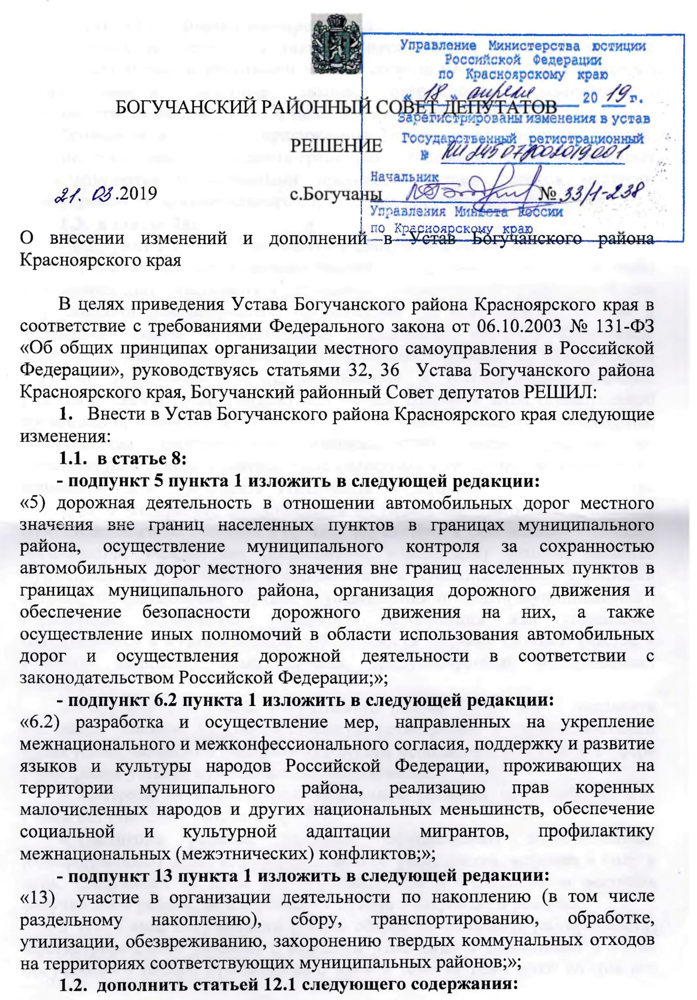 Управление Министерства юстиции
Российской Федерации
по Красноярскому краю
« 18 » апреля 2019 г.
БОГУЧАНСКИЙ РАЙОННЫЙ СОВЕТ ДЕПУТАТОВ
Зарегистрированы изменения в устав
Государственный регистрационный
РЕШЕНИЕ
№ RU245070002019001
Начальник
21.03.2019 с.Богучаны № 33/1-238
Управления Минюста России
по Красноярскому краю
О внесении изменений и дополнений в Устав Богучанского района
Красноярского края
В целях приведения Устава Богучанского района Красноярского края в
соответствие с требованиями Федерального закона от 06.10.2003 № 131-ФЗ
«Об общих принципах организации местного самоуправления в Российской
Федерации», руководствуясь статьями 32, 36 Устава Богучанского района
Красноярского края, Богучанский районный Совет депутатов РЕШИЛ:
1. Внести в Устав Богучанского района Красноярского края следующие
изменения:
1.1. в статье 8:
- подпункт 5 пункта 1 изложить в следующей редакции:
«5) дорожная деятельность в отношении автомобильных дорог местного
значения вне границ населенных пунктов в границах муниципального
района, осуществление муниципального контроля за сохранностью
автомобильных дорог местного значения вне границ населенных пунктов в
границах муниципального района, организация дорожного движения и
обеспечение безопасности дорожного движения на них, а также
осуществление иных полномочий в области использования автомобильных
дорог и осуществления дорожной деятельности в соответствии с
законодательством Российской Федерации;»;
- подпункт 6.2 пункта 1 изложить в следующей редакции:
«6.2) разработка и осуществление мер, направленных на укрепление
межнационального и межконфессионального согласия, поддержку и развитие
языков и культуры народов Российской Федерации, проживающих на
территории муниципального района, реализацию прав коренных
малочисленных народов и других национальных меньшинств, обеспечение
социальной и культурной адаптации мигрантов, профилактику
межнациональных (межэтнических) конфликтов;»;
- подпункт 13 пункта 1 изложить в следующей редакции:
«13) участие в организации деятельности по накоплению (в том числе
раздельному накоплению), сбору, транспортированию, обработке,
утилизации, обезвреживанию, захоронению твердых коммунальных отходов
на территориях соответствующих муниципальных районов;»;
1.2. дополнить статьей 12.1 следующего содержания: